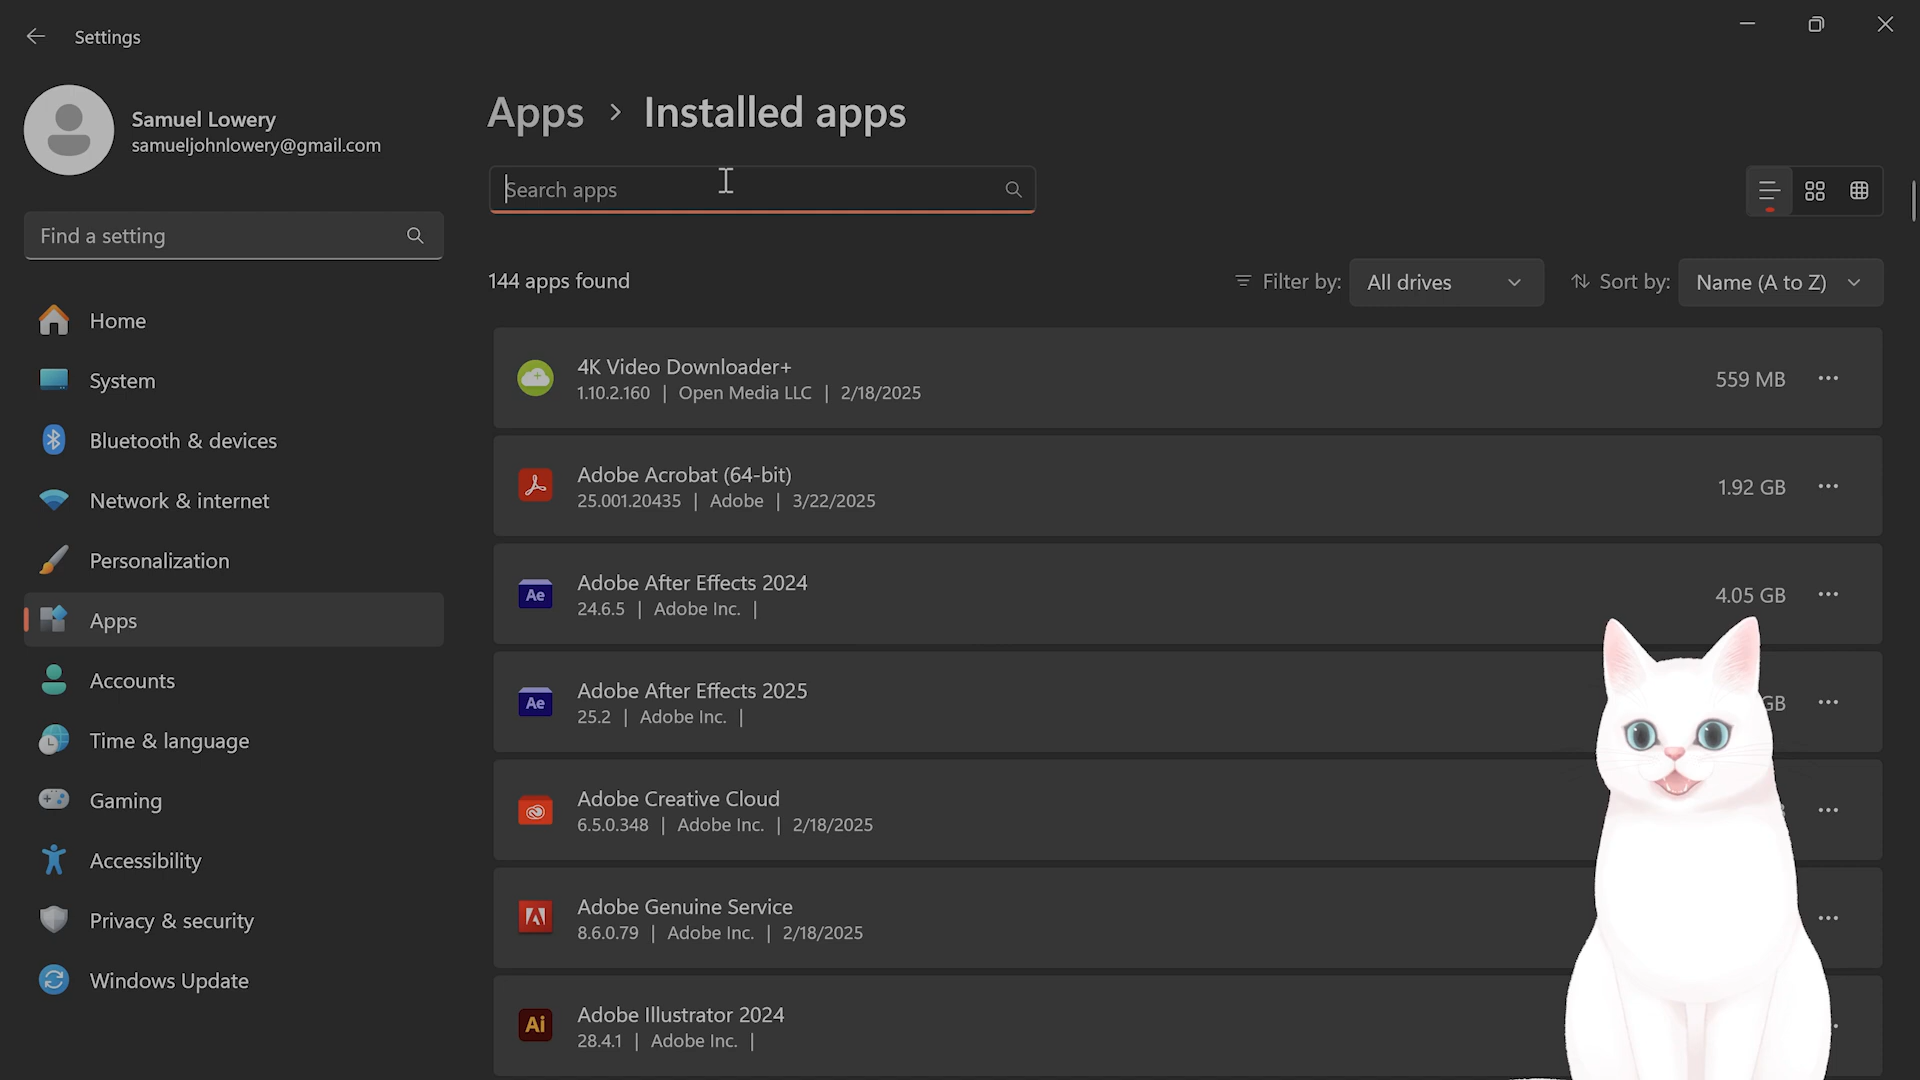 Settings
Samuel Lowery
samueljohnlowery@gmail.com
Find a setting
Home
System
Bluetooth & devices
Network & internet
Personalization
Apps
Accounts
Time & language
Gaming
Accessibility
Privacy & security
Windows Update
Apps > Installed apps
Search apps
144 apps found
Filter by: All drives
Sort by: Name (A to Z)
4K Video Downloader+
1.10.2.160 | Open Media LLC | 2/18/2025
559 MB
Adobe Acrobat (64-bit)
25.001.20435 | Adobe | 3/22/2025
1.92 GB
Adobe After Effects 2024
24.6.5 | Adobe Inc. |
4.05 GB
Ae
Adobe After Effects 2025
25.2 | Adobe Inc. |
GB
Ae
Adobe Creative Cloud
6.5.0.348 | Adobe Inc. | 2/18/2025
Adobe Genuine Service
8.6.0.79 | Adobe Inc. | 2/18/2025
Adobe Illustrator 2024
28.4.1 | Adobe Inc. |
Ai